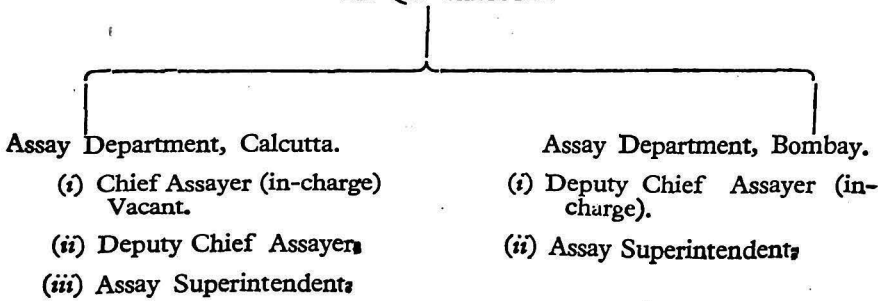 Assay Department, Calcutta.
(i) Chief Assayer (in-charge)
Vacant.
(ii) Deputy Chief Assayer.
(iii) Assay Superintendent.
Assay Department, Bombay.
(i) Deputy Chief Assayer (in-
charge).
(ii) Assay Superintendent.